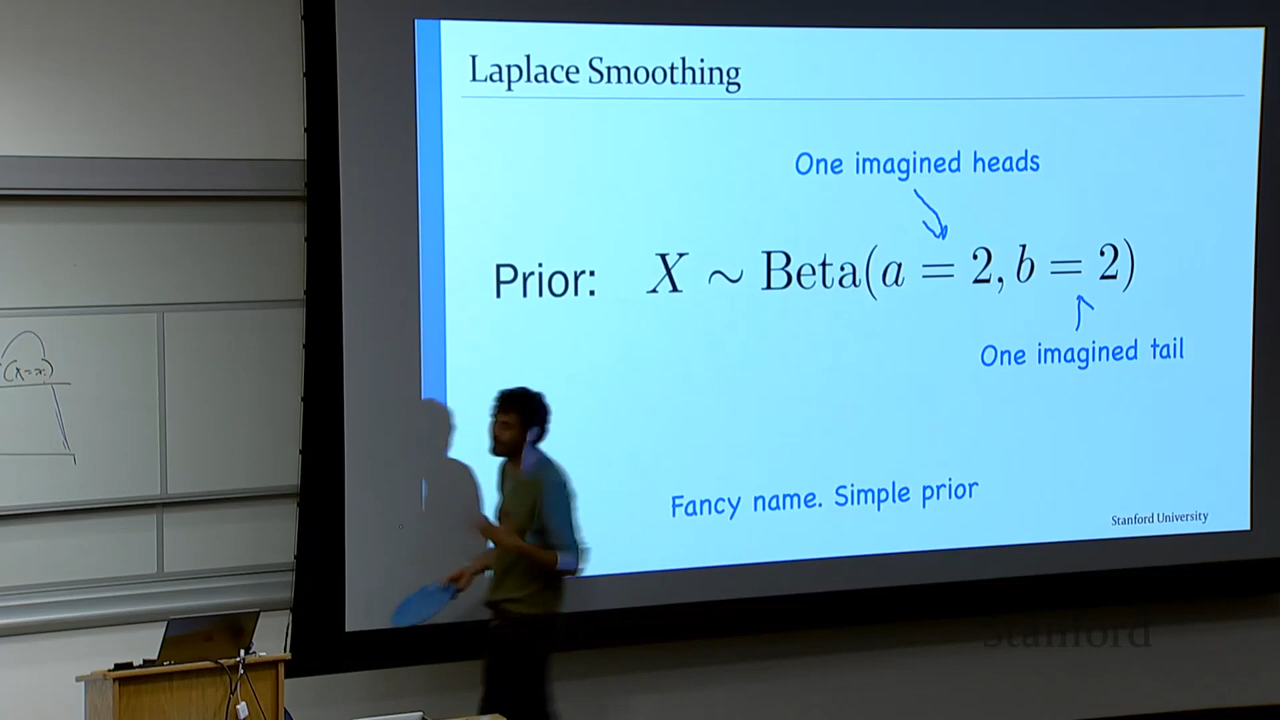 Laplace Smoothing
One imagined heads
Prior: X ~ Beta(a = 2, b = 2)
One imagined tail
Fancy name. Simple prior
Stanford University
Stanford
(X=x)